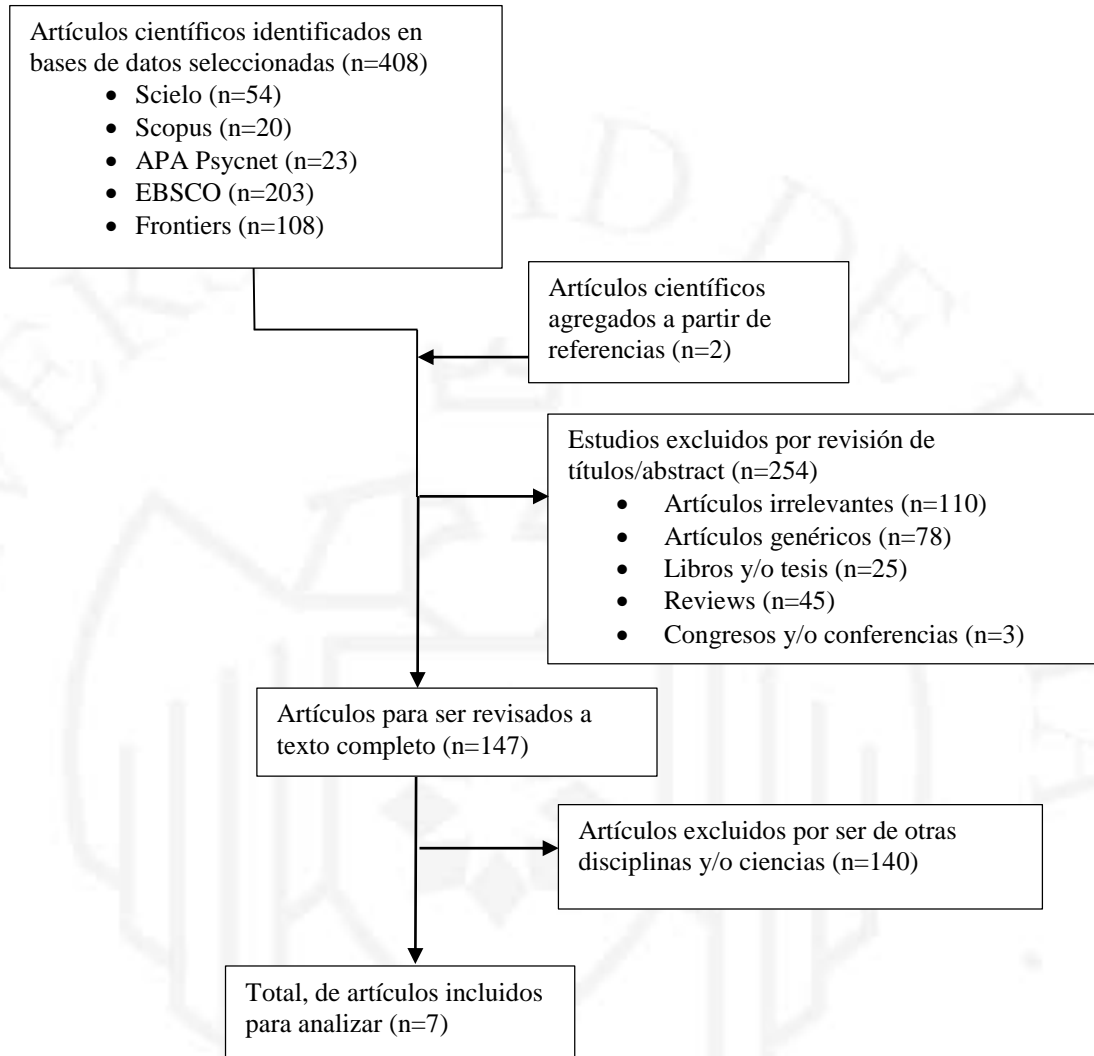 Artículos científicos identificados en
bases de datos seleccionadas (n=408)
• Scielo (n=54)
• Scopus (n=20)
• APA Psycnet (n=23)
• EBSCO (n=203)
• Frontiers (n=108)
Artículos científicos
agregados a partir de
referencias (n=2)
Estudios excluidos por revisión de
títulos/abstract (n=254)
• Artículos irrelevantes (n=110)
• Artículos genéricos (n=78)
• Libros y/o tesis (n=25)
• Reviews (n=45)
• Congresos y/o conferencias (n=3)
Artículos para ser revisados a
texto completo (n=147)
Artículos excluidos por ser de otras
disciplinas y/o ciencias (n=140)
Total, de artículos incluidos
para analizar (n=7)